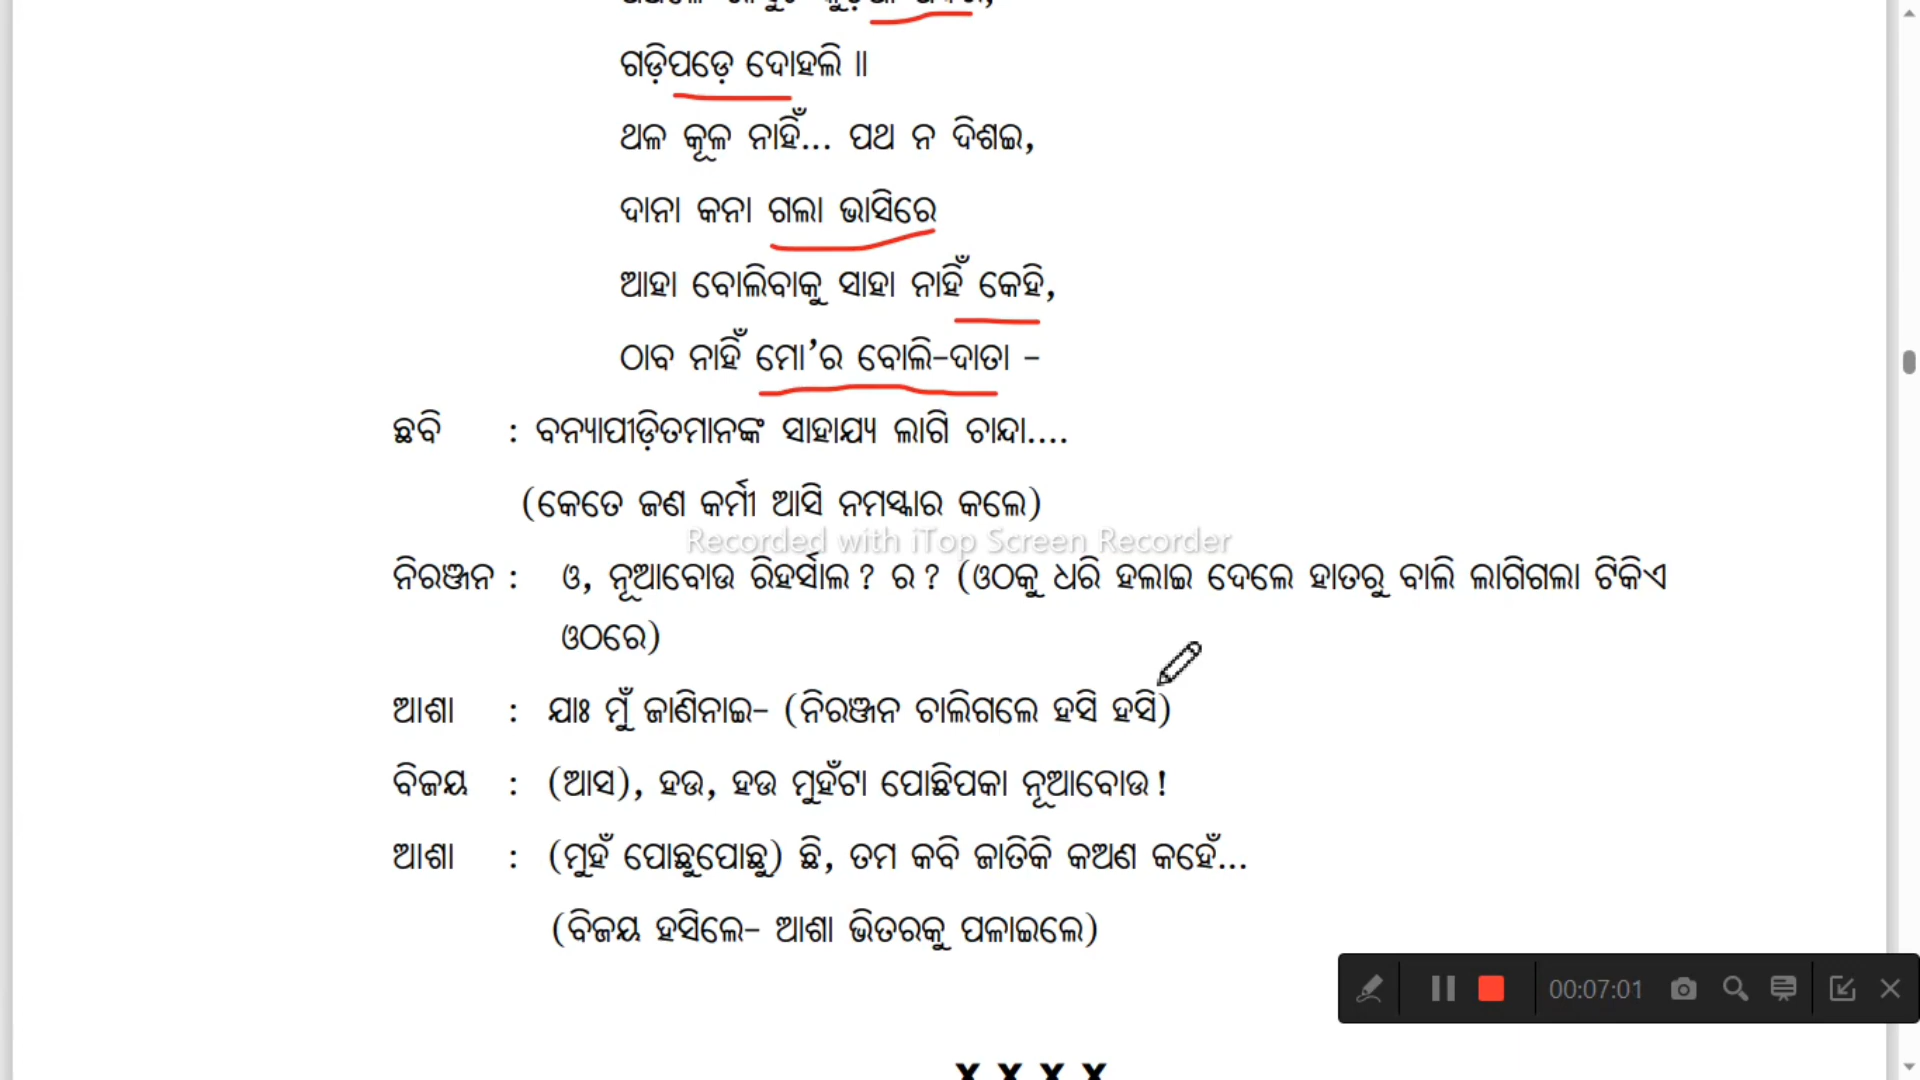 ଗଡ଼ିପଡ଼େ ଦୋହଲି ॥
ଥଳ କୂଳ ନାହିଁ... ପଥ ନ ଦିଶଇ,
ଦାନା କନା ଗଲା ଭାସିରେ
ଆହା ବୋଲିବାକୁ ସାହା ନାହିଁ କେହି,
ଠାବ ନାହିଁ ମୋ’ର ବୋଲି-ଦାତା -
ଛବି : ବନ୍ୟାପୀଡ଼ିତମାନଙ୍କ ସାହାଯ୍ୟ ଲାଗି ଚାନ୍ଦା....
(କେତେ ଜଣ କର୍ମୀ ଆସି ନମସ୍କାର କଲେ)
Recorded with iTop Screen Recorder
ନିରଞ୍ଜନ : ଓ, ନୂଆବୋଉ ରିହର୍ସାଲ ? ର ? (ଓଠକୁ ଧରି ହଲାଇ ଦେଲେ ହାତରୁ ବାଲି ଲାଗିଗଲା ଟିକିଏ
ଓଠରେ)
ଆଶା : ଯାଃ ମୁଁ ଜାଣିନାଇ- (ନିରଞ୍ଜନ ଚାଲିଗଲେ ହସି ହସି)
ବିଜୟ : (ଆସ), ହଉ, ହଉ ମୁହଁଟା ପୋଛିପକା ନୂଆବୋଉ !
ଆଶା : (ମୁହଁ ପୋଛୁପୋଛୁ) ଛି, ତମ କବି ଜାତିକି କଅଣ କହେଁ...
(ବିଜୟ ହସିଲେ- ଆଶା ଭିତରକୁ ପଳାଇଲେ)
00:07:01
X X X X